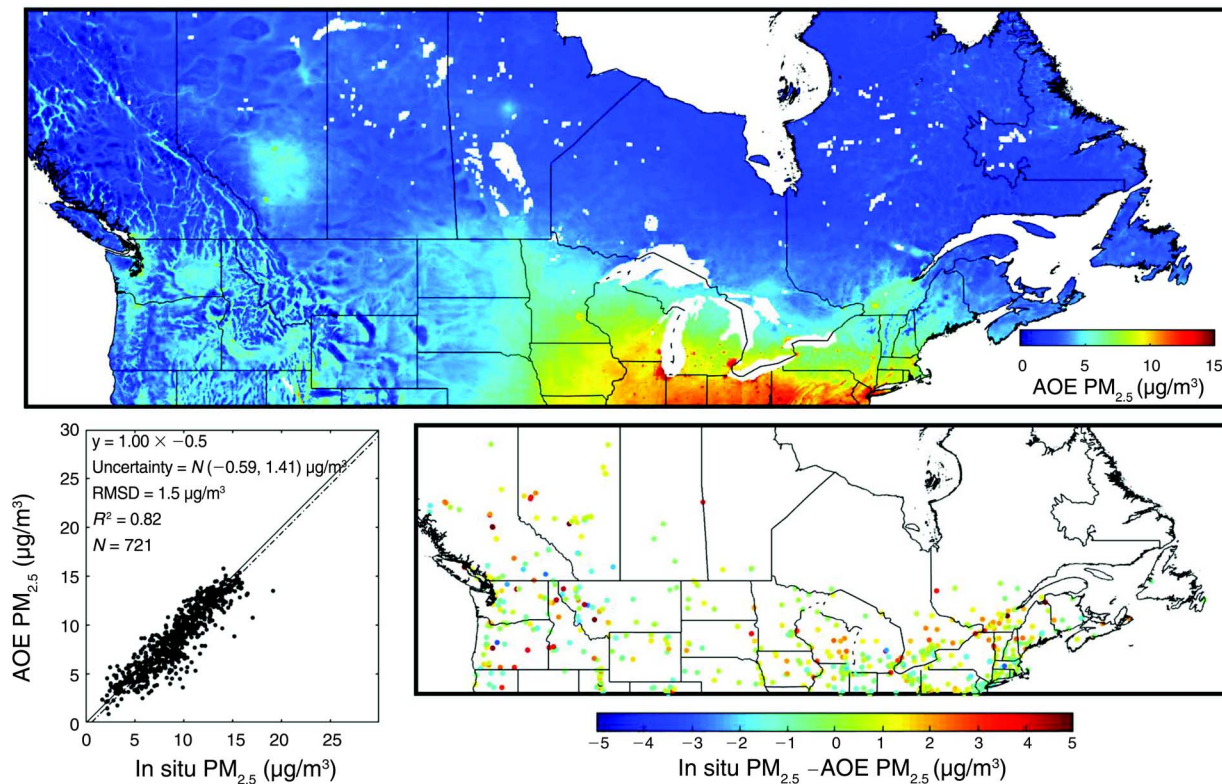 0 5 10 15
AOE PM2.5 (µg/m³)
30
25
20
15
10
5
0
AOE PM2.5 (µg/m³)
y = 1.00 × −0.5
Uncertainty = N (−0.59, 1.41) µg/m³
RMSD = 1.5 µg/m³
R² = 0.82
N = 721
0 5 10 15 20 25
In situ PM2.5 (µg/m³)
−5 −4 −3 −2 −1 0 1 2 3 4 5
In situ PM2.5 −AOE PM2.5 (µg/m³)